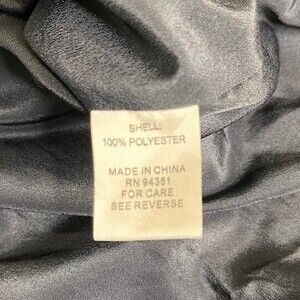 SHELL:
100% POLYESTER
MADE IN CHINA
RN 94351
FOR CARE
SEE REVERSE